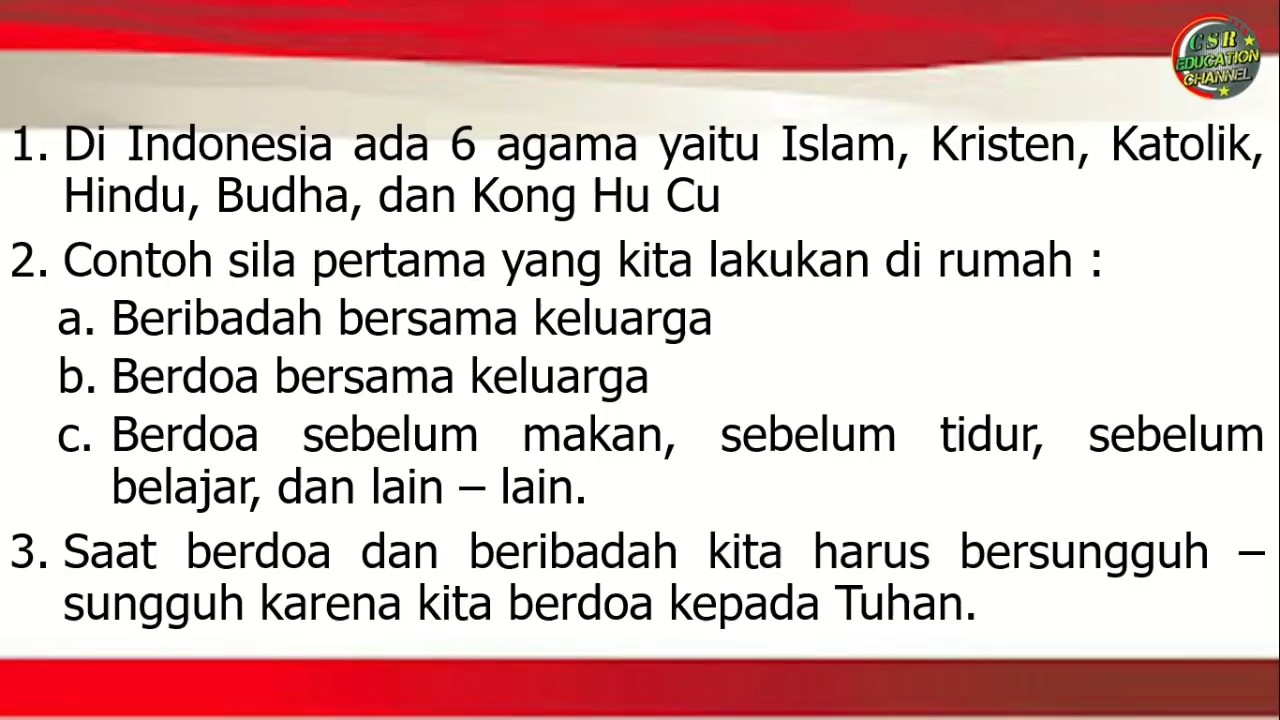 GSR
EDUCATION
CHANNEL
1. Di Indonesia ada 6 agama yaitu Islam, Kristen, Katolik,
Hindu, Budha, dan Kong Hu Cu
2. Contoh sila pertama yang kita lakukan di rumah :
a. Beribadah bersama keluarga
b. Berdoa bersama keluarga
c. Berdoa sebelum makan, sebelum tidur, sebelum
belajar, dan lain – lain.
3. Saat berdoa dan beribadah kita harus bersungguh –
sungguh karena kita berdoa kepada Tuhan.